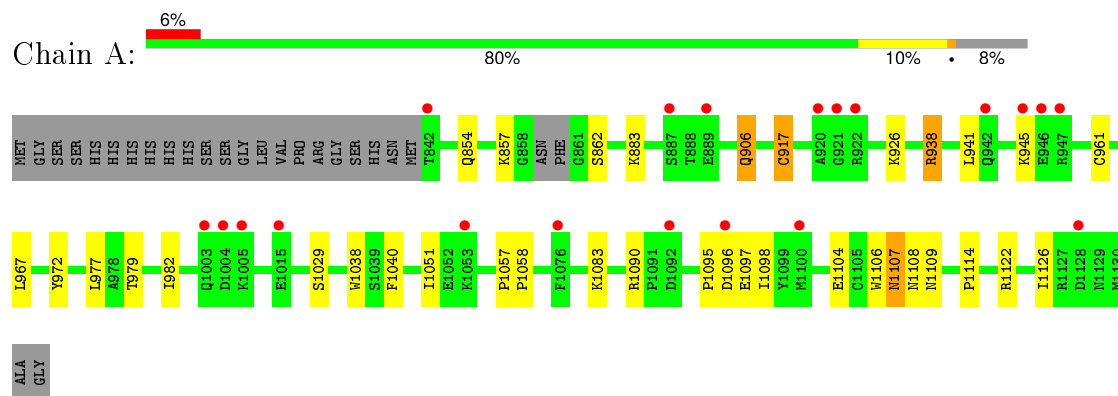 6%
Chain A:
80% 10% • 8%
MET GLY SER SER HIS HIS HIS HIS HIS HIS SER SER GLY LEU VAL PRO ARG GLY SER HIS ASN MET T842 Q854 K857 G858 ASN PHE G861 S862 K883 S887 T888 E889 Q906 C917 A920 G921 R922 K926 R938 L941 Q942 K945 E946 R947 C961
L967 Y972 L977 A978 T979 I982 Q1003 D1004 K1005 E1015 S1029 W1038 S1039 F1040 I1051 E1052 K1053 P1057 P1058 F1076 K1083 R1090 P1091 D1092 P1095 D1096 E1097 I1098 Y1099 M1100 E1104 C1105 W1106 N1107 N1108 N1109 P1114 R1122 I1126 R1127 D1128 N1129 M1130
ALA GLY